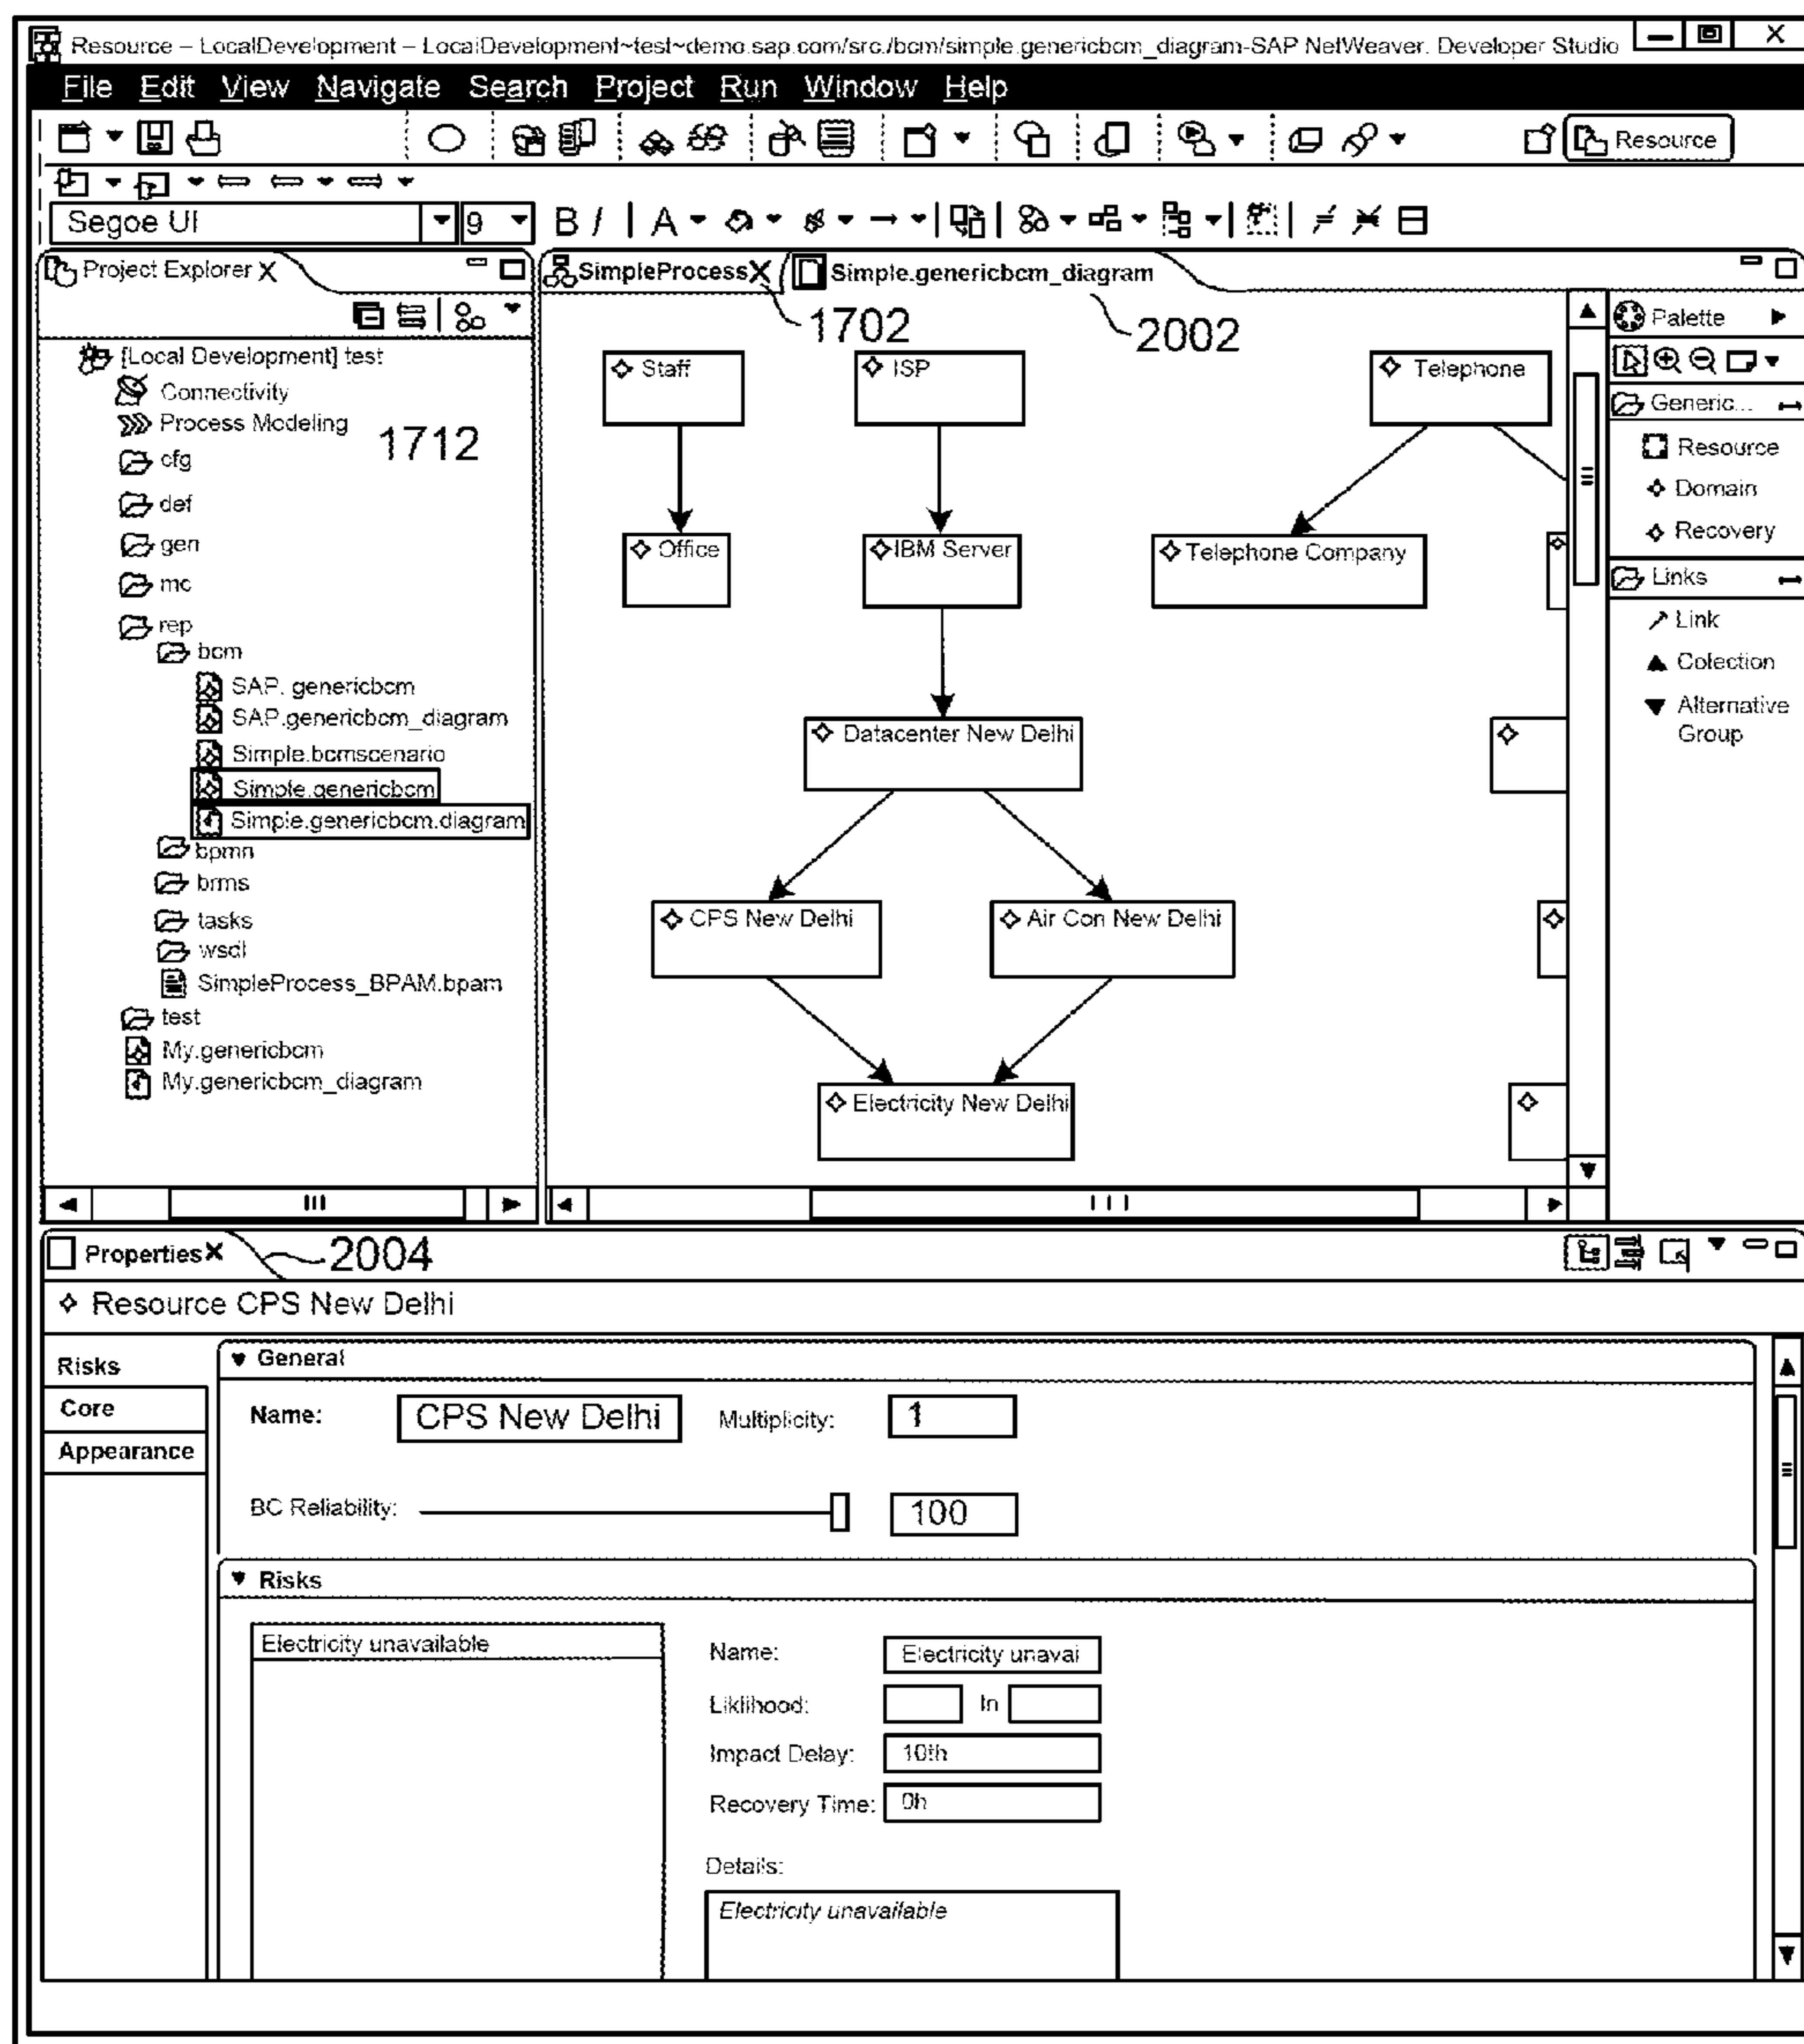 Resource – LocalDevelopment – LocalDevelopment~test~demo.sap.com/src./bcm/simple.genericbcm_diagram-SAP NetWeaver. Developer Studio
File Edit View Navigate Search Project Run Window Help
Resource
Segoe UI 9 B I A
Project Explorer X
SimpleProcess X Simple.genericbcm_diagram
1702
2002
Palette
[Local Development] test
Connectivity
Process Modeling
1712
cfg
def
gen
mc
rep
bcm
SAP. genericbcm
SAP.genericbcm_diagram
Simple.bcmscenario
Simple.genericbcm
Simple.genericbcm.diagram
bpmn
brms
tasks
wsdl
SimpleProcess_BPAM.bpam
test
My.genericbcm
My.genericbcm_diagram
Staff ISP Telephone
Office IBM Server Telephone Company
Datacenter New Delhi
CPS New Delhi Air Con New Delhi
Electricity New Delhi
Generic...
Resource
Domain
Recovery
Links
Link
Colection
Alternative
Group
Properties X
2004
Resource CPS New Delhi
Risks
Core
Appearance
General
Name: CPS New Delhi Multiplicity: 1
BC Reliability: 100
Risks
Electricity unavailable
Name: Electricity unavai
Liklihood: In
Impact Delay: 10th
Recovery Time: 0h
Details:
Electricity unavailable